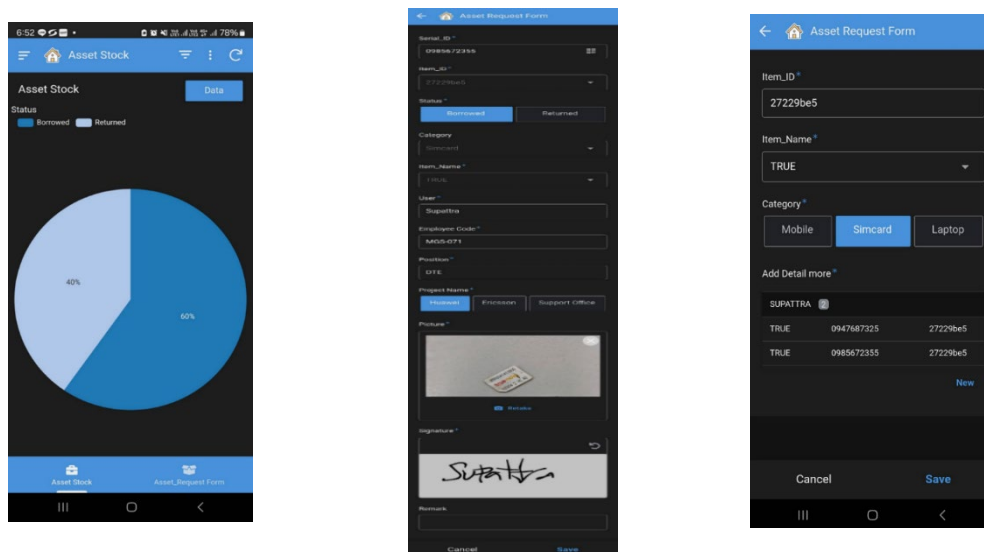 6:52
78%
Asset Stock
Asset Stock
Data
Status
Borrowed Returned
40%
60%
Asset Stock Asset_Request Form
Asset Request Form
Serial_ID *
0985672355
Item_ID *
27229be5
Status *
Borrowed Returned
Category
Simcard
Item_Name *
TRUE
User *
Supattra
Employee Code *
MGS-071
Position *
DTE
Project Name *
Huawei Ericsson Support Office
Picture *
Retake
Signature *
Supattra
Remark
Cancel Save
Asset Request Form
Item_ID *
27229be5
Item_Name *
TRUE
Category *
Mobile Simcard Laptop
Add Detail more *
SUPATTRA 2
TRUE 0947687325 27229be5
TRUE 0985672355 27229be5
New
Cancel Save